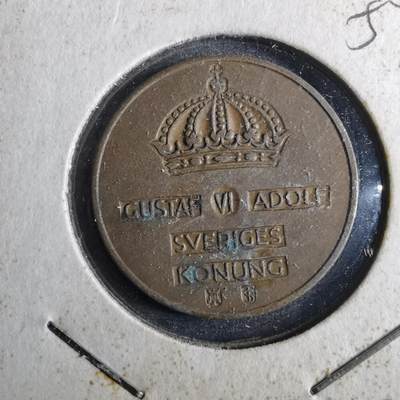 GUSTAF VI ADOLF
SVERIGES
KONUNG